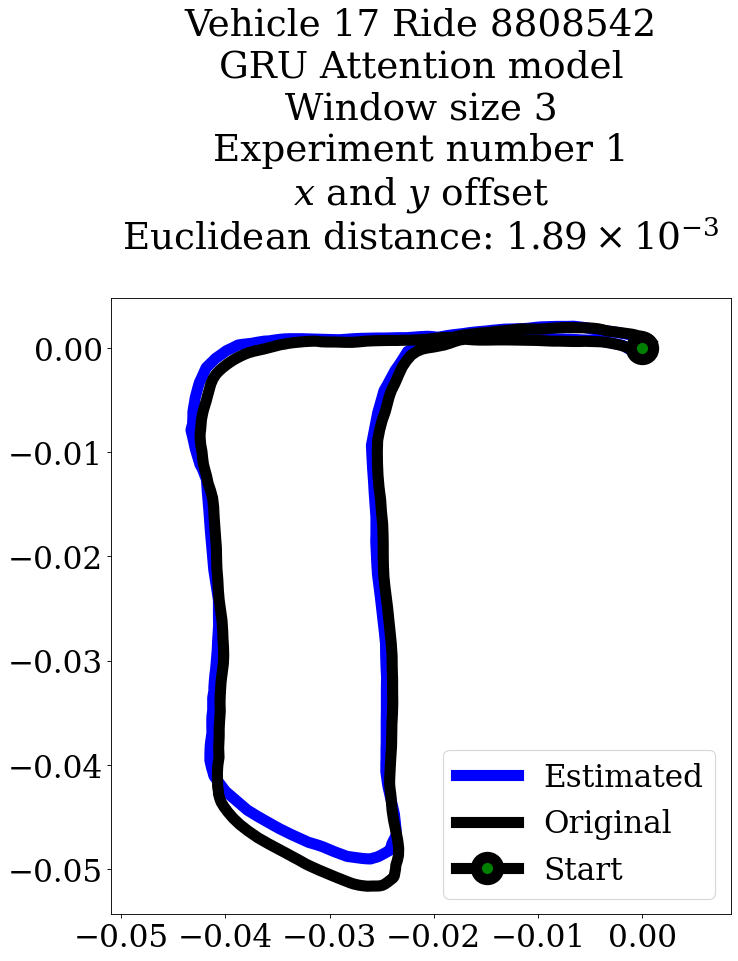 Vehicle 17 Ride 8808542
GRU Attention model
Window size 3
Experiment number 1
x and y offset
Euclidean distance: 1.89 × 10⁻³
0.00
−0.01
−0.02
−0.03
−0.04
−0.05
Estimated
Original
Start
−0.05 −0.04 −0.03 −0.02 −0.01 0.00